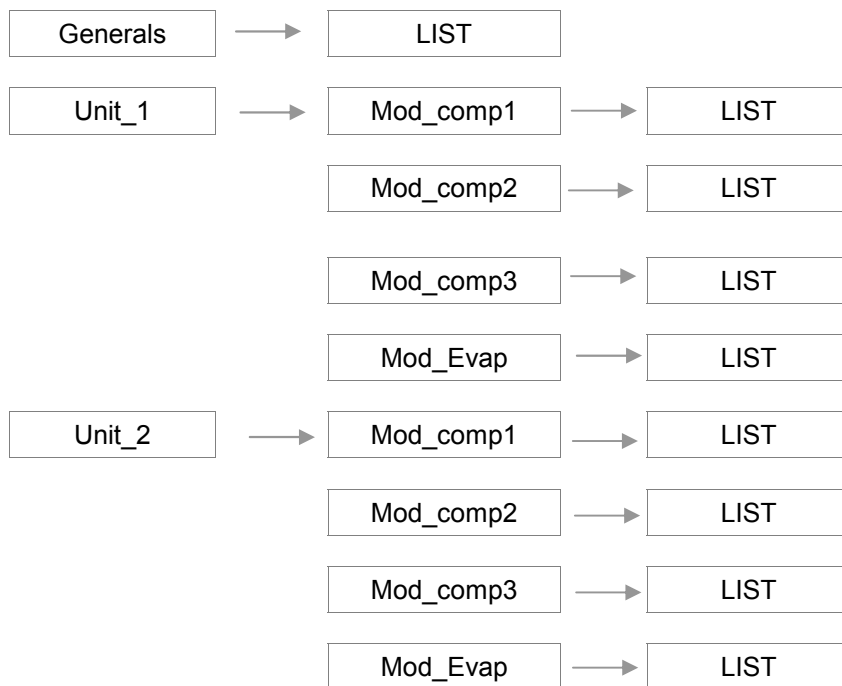 Generals LIST
Unit_1 Mod_comp1 LIST
Mod_comp2 LIST
Mod_comp3 LIST
Mod_Evap LIST
Unit_2 Mod_comp1 LIST
Mod_comp2 LIST
Mod_comp3 LIST
Mod_Evap LIST